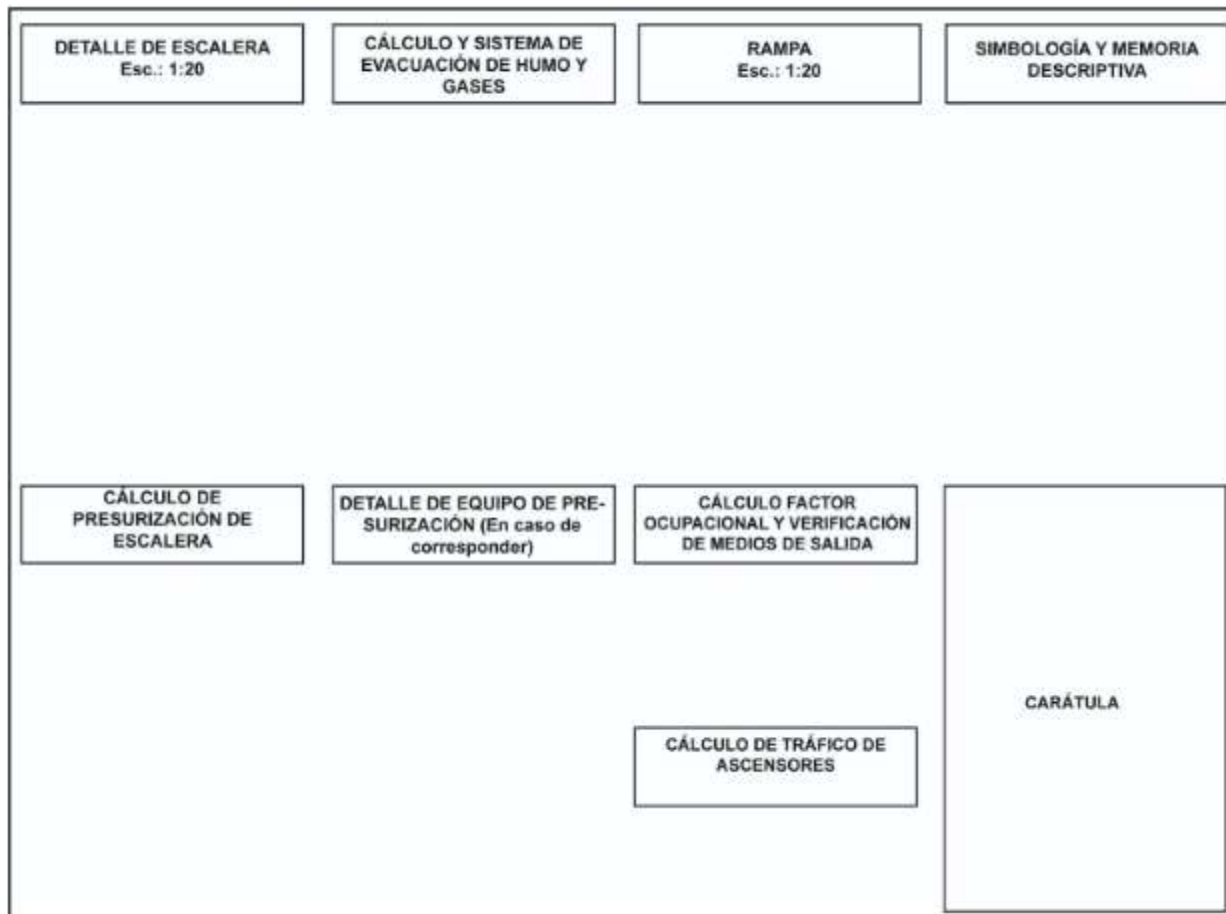 DETALLE DE ESCALERA
Esc.: 1:20
CÁLCULO Y SISTEMA DE
EVACUACIÓN DE HUMO Y
GASES
RAMPA
Esc.: 1:20
SIMBOLOGÍA Y MEMORIA
DESCRIPTIVA
CÁLCULO DE
PRESURIZACIÓN DE
ESCALERA
DETALLE DE EQUIPO DE PRE-
SURIZACIÓN (En caso de
corresponder)
CÁLCULO FACTOR
OCUPACIONAL Y VERIFICACIÓN
DE MEDIOS DE SALIDA
CARÁTULA
CÁLCULO DE TRÁFICO DE
ASCENSORES